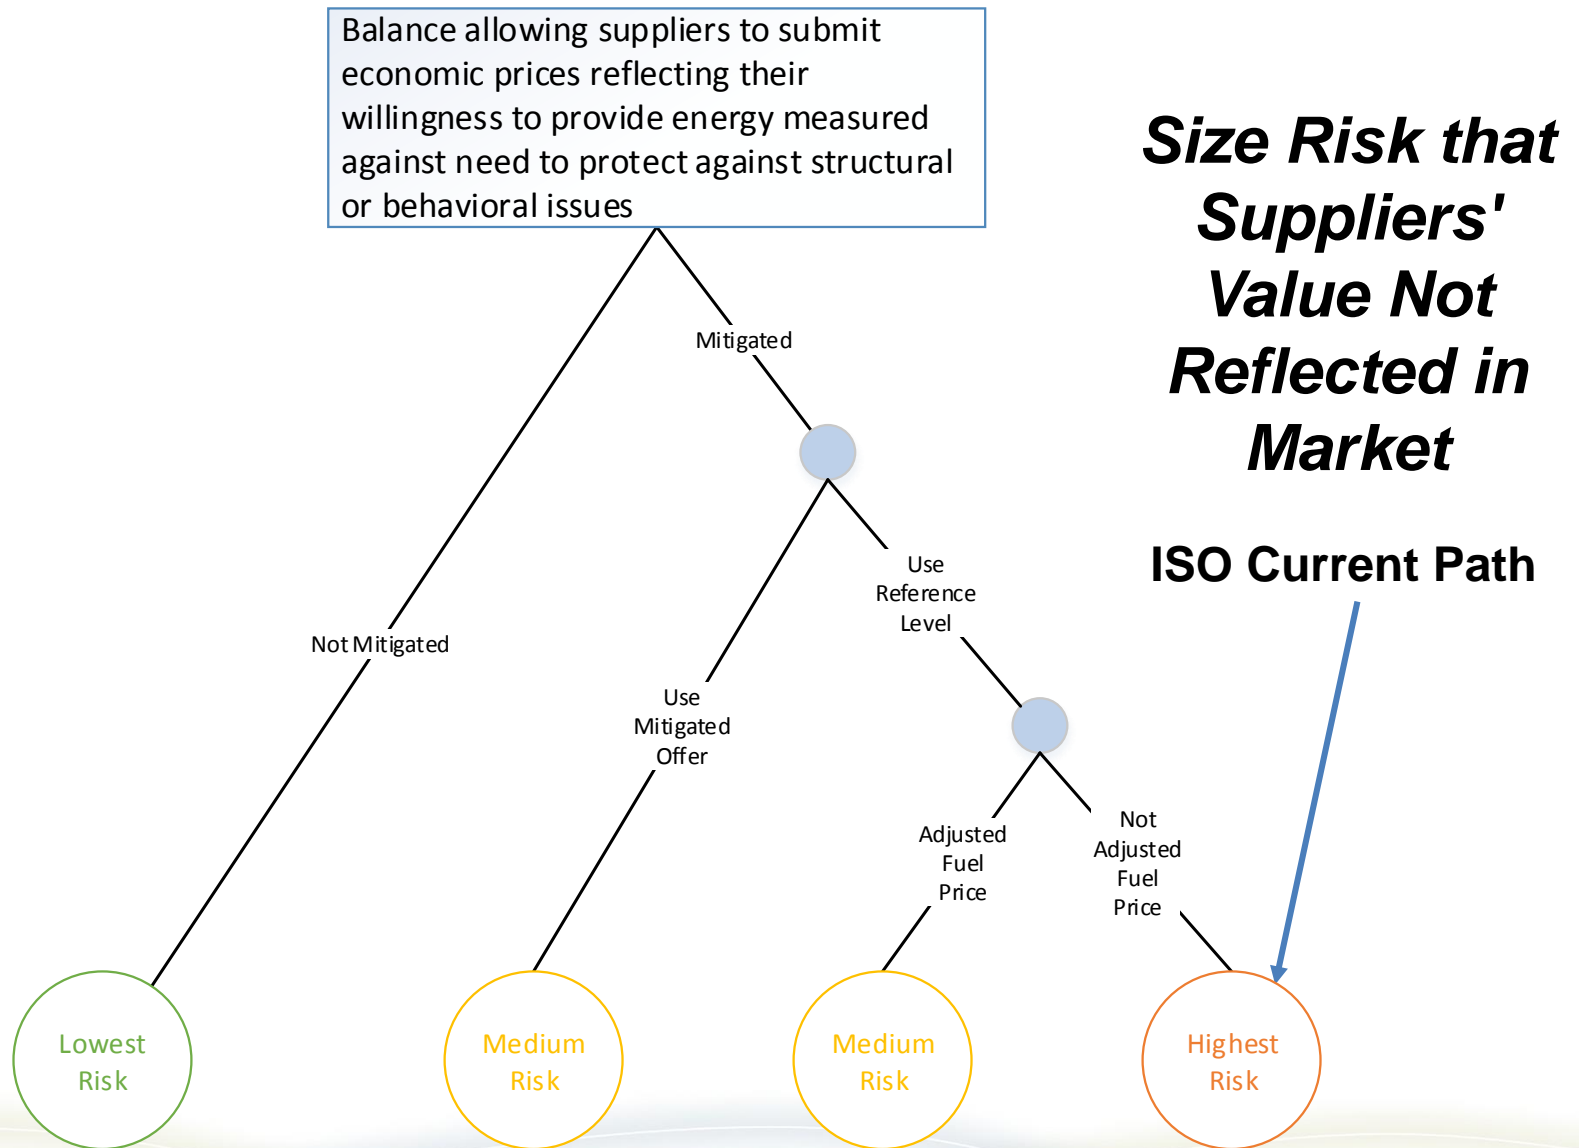 Balance allowing suppliers to submit
economic prices reflecting their
willingness to provide energy measured
against need to protect against structural
or behavioral issues
Size Risk that
Suppliers'
Value Not
Reflected in
Market
ISO Current Path
Mitigated
Not Mitigated
Use
Reference
Level
Use
Mitigated
Offer
Adjusted
Fuel
Price
Not
Adjusted
Fuel
Price
Lowest
Risk
Medium
Risk
Medium
Risk
Highest
Risk